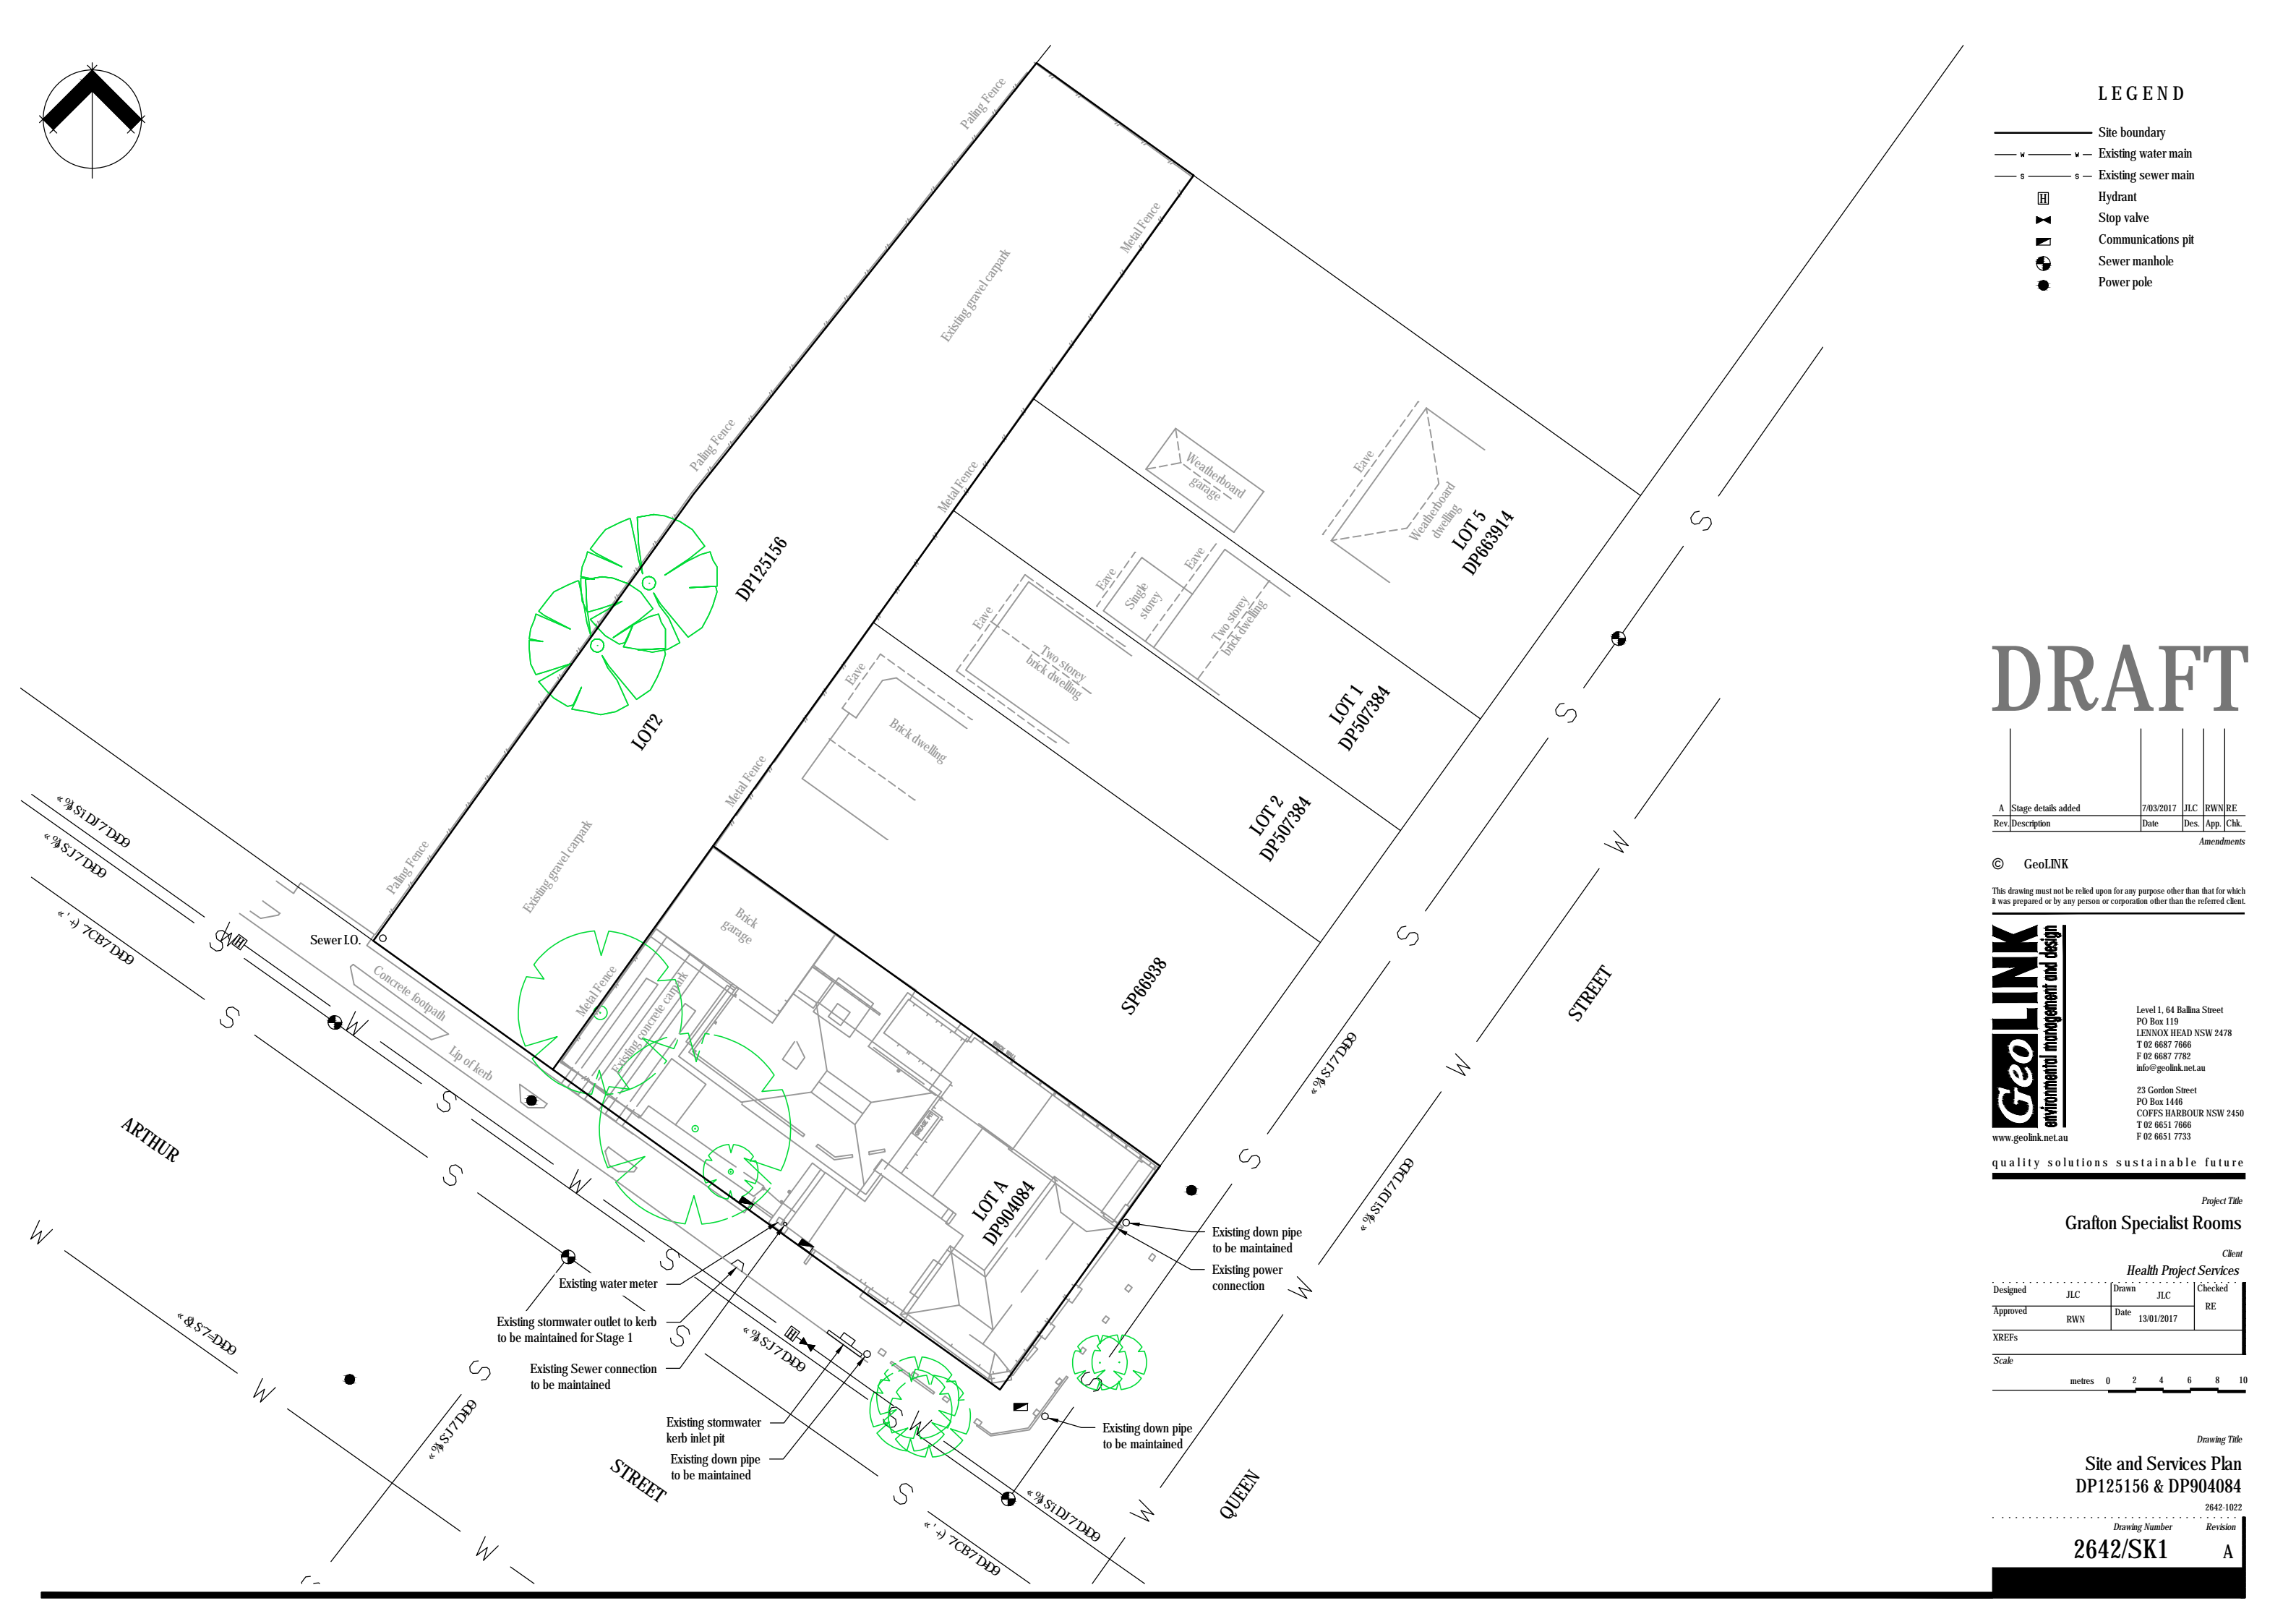 LEGEND
Site boundary
W W Existing water main
S S Existing sewer main
H Hydrant
Stop valve
Communications pit
Sewer manhole
Power pole
Paling Fence
Metal Fence
Existing gravel carpark
Paling Fence
Metal Fence
Weatherboard
garage
Eave
Weatherboard
dwelling
LOT 5
DP663914
DP125156
LOT2
Eave
Eave
Single
storey
Two storey
brick dwelling
LOT 1
DP507384
Eave
Two storey
brick dwelling
LOT 2
DP507384
Eave
Brick dwelling
Metal Fence
SP66938
Paling Fence
Existing gravel carpark
Brick
garage
Metal Fence
Existing concrete carpark
Sewer I.O.
Concrete footpath
Lip of kerb
BRICK WALL
LOT A
DP904084
ARTHUR
STREET
QUEEN
STREET
Existing down pipe
to be maintained
Existing power
connection
Existing water meter
Existing stormwater outlet to kerb
to be maintained for Stage 1
Existing Sewer connection
to be maintained
Existing stormwater
kerb inlet pit
Existing down pipe
to be maintained
Existing down pipe
to be maintained
DRAFT
A Stage details added 7/03/2017 JLC RWN RE
Rev. Description Date Des. App. Chk.
Amendments
© GeoLINK
This drawing must not be relied upon for any purpose other than that for which
it was prepared or by any person or corporation other than the referred client.
GeoLINK
environmental management and design
Level 1, 64 Ballina Street
PO Box 119
LENNOX HEAD NSW 2478
T 02 6687 7666
F 02 6687 7782
info@geolink.net.au
23 Gordon Street
PO Box 1446
COFFS HARBOUR NSW 2450
T 02 6651 7666
F 02 6651 7733
www.geolink.net.au
quality solutions sustainable future
Project Title
Grafton Specialist Rooms
Client
Health Project Services
Designed JLC Drawn JLC Checked RE
Approved RWN Date 13/01/2017
XREFs
Scale
metres 0 2 4 6 8 10
Drawing Title
Site and Services Plan
DP125156 & DP904084
2642-1022
Drawing Number Revision
2642/SK1 A